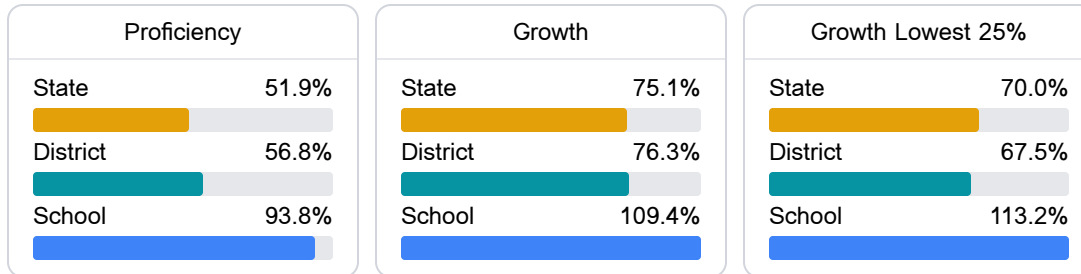 Proficiency
State 51.9%
District 56.8%
School 93.8%
Growth
State 75.1%
District 76.3%
School 109.4%
Growth Lowest 25%
State 70.0%
District 67.5%
School 113.2%